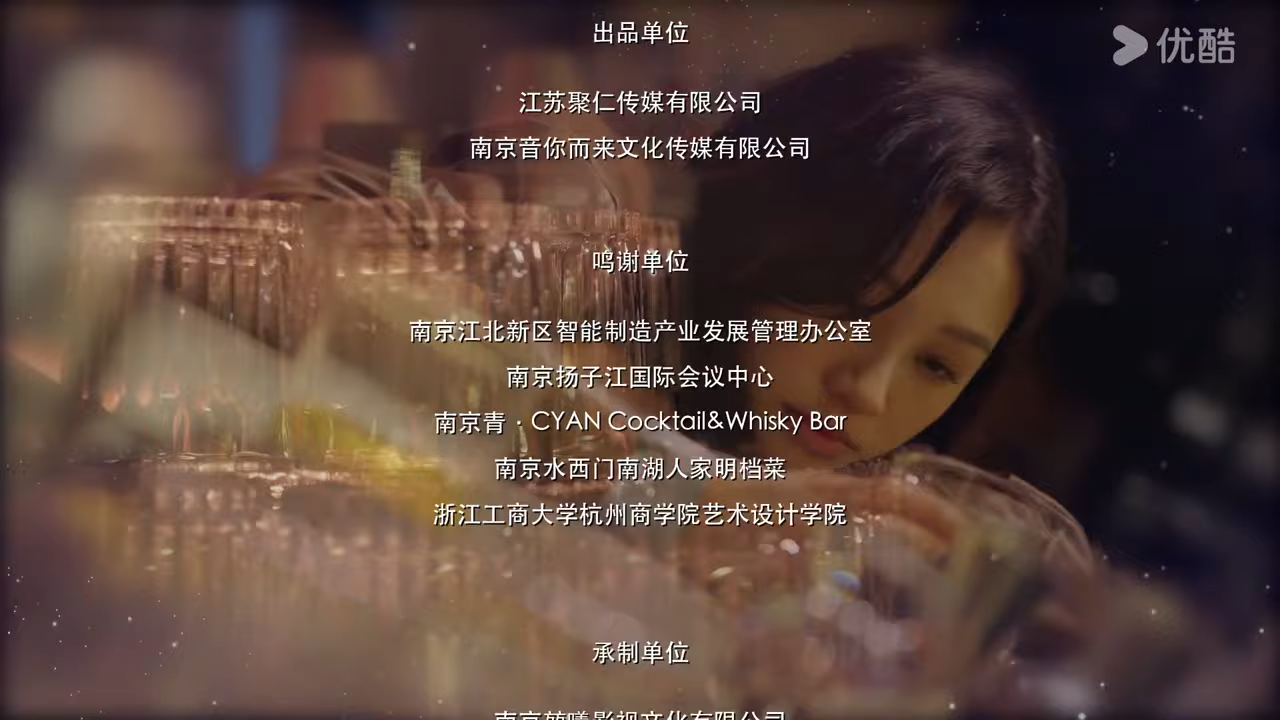 出品单位
优酷
江苏聚仁传媒有限公司
南京音你而来文化传媒有限公司
鸣谢单位
南京江北新区智能制造产业发展管理办公室
南京扬子江国际会议中心
南京青·CYAN Cocktail&Whisky Bar
南京水西门南湖人家明档菜
浙江工商大学杭州商学院艺术设计学院
承制单位